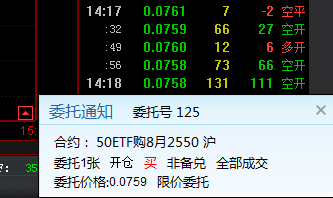 14:17 0.0761 7 -2 空平
:32 0.0759 66 27 空开
:49 0.0760 12 6 多开
:56 0.0758 73 66 空开
14:18 0.0758 131 111 空开
委托通知 委托号 125
合约： 50ETF购8月2550 沪
委托1张 开仓 买 非备兑 全部成交
委托价格:0.0759 限价委托
15:
35